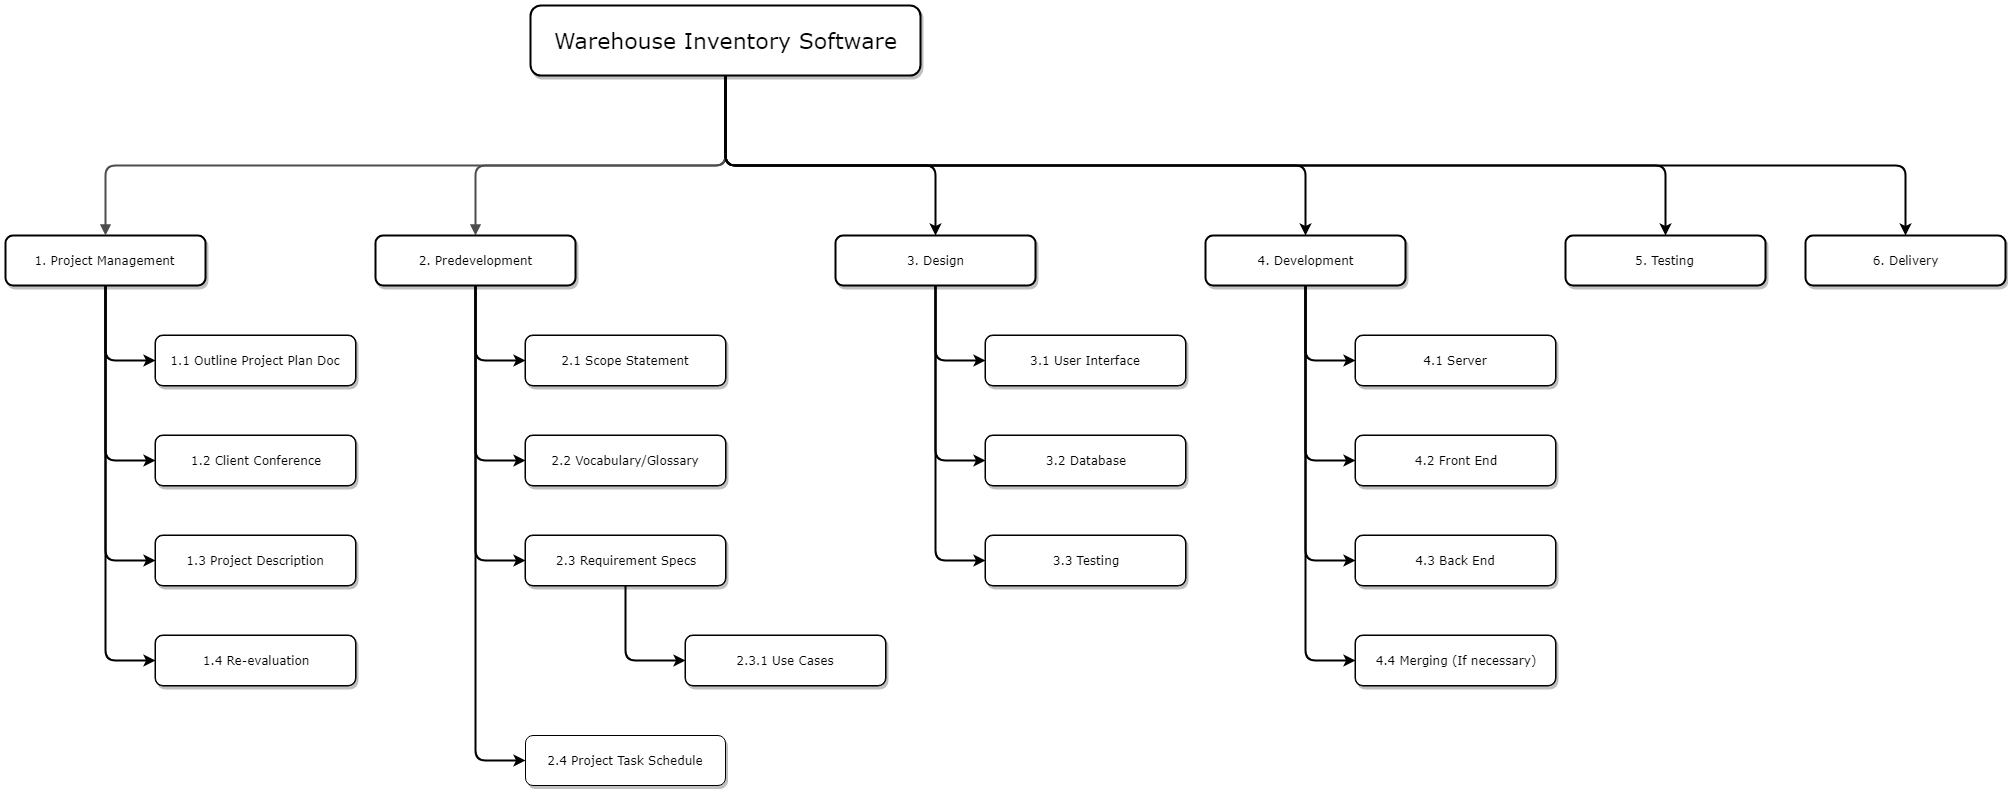 Warehouse Inventory Software
1. Project Management
2. Predevelopment
3. Design
4. Development
5. Testing
6. Delivery
1.1 Outline Project Plan Doc
1.2 Client Conference
1.3 Project Description
1.4 Re-evaluation
2.1 Scope Statement
2.2 Vocabulary/Glossary
2.3 Requirement Specs
2.3.1 Use Cases
2.4 Project Task Schedule
3.1 User Interface
3.2 Database
3.3 Testing
4.1 Server
4.2 Front End
4.3 Back End
4.4 Merging (If necessary)